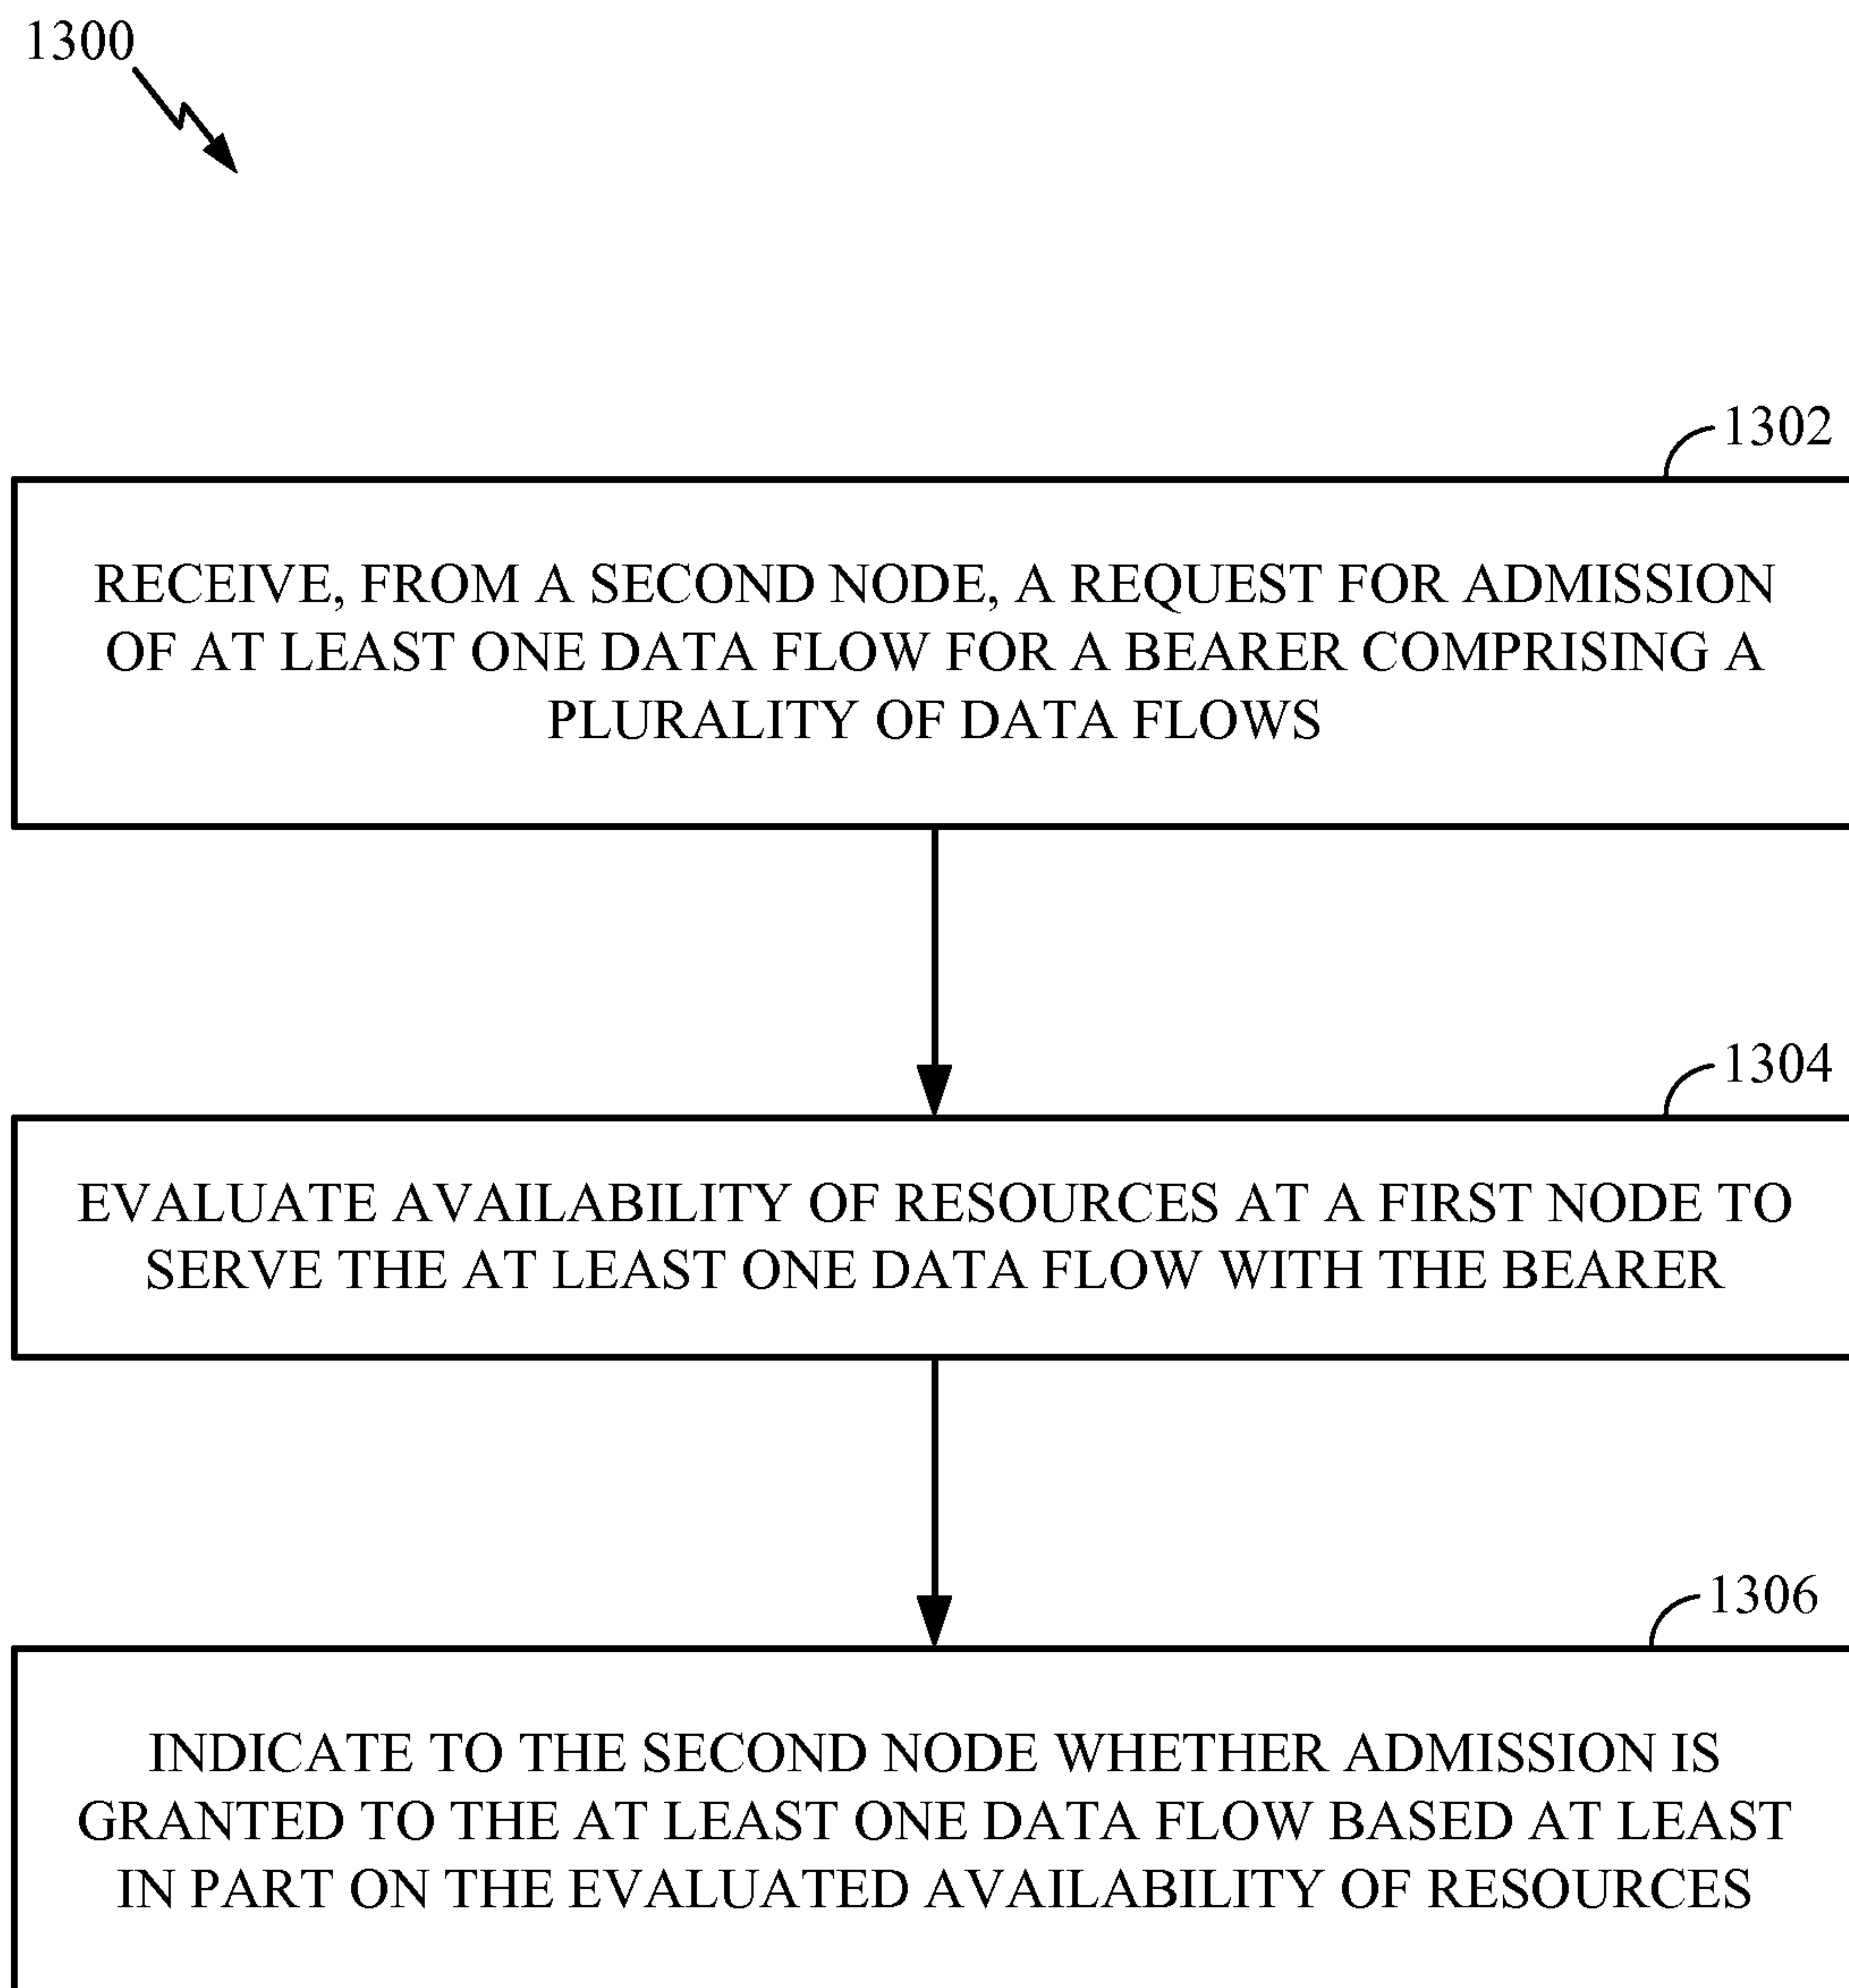 1300
1302
RECEIVE, FROM A SECOND NODE, A REQUEST FOR ADMISSION
OF AT LEAST ONE DATA FLOW FOR A BEARER COMPRISING A
PLURALITY OF DATA FLOWS
1304
EVALUATE AVAILABILITY OF RESOURCES AT A FIRST NODE TO
SERVE THE AT LEAST ONE DATA FLOW WITH THE BEARER
1306
INDICATE TO THE SECOND NODE WHETHER ADMISSION IS
GRANTED TO THE AT LEAST ONE DATA FLOW BASED AT LEAST
IN PART ON THE EVALUATED AVAILABILITY OF RESOURCES